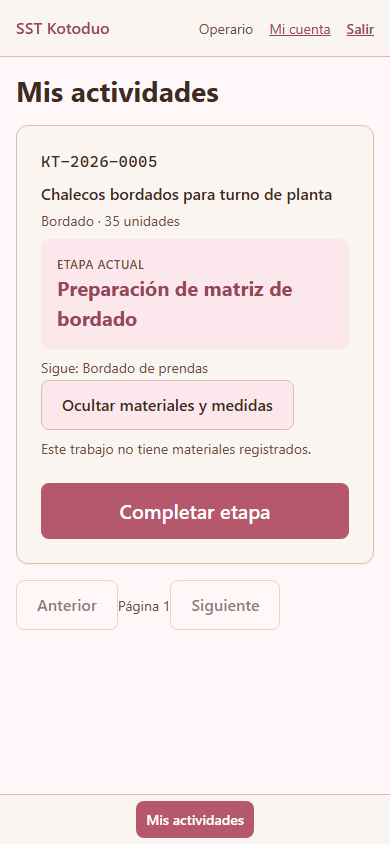 SST Kotoduo Operario Mi cuenta Salir
Mis actividades
KT-2026-0005
Chalecos bordados para turno de planta
Bordado · 35 unidades
ETAPA ACTUAL
Preparación de matriz de
bordado
Sigue: Bordado de prendas
Ocultar materiales y medidas
Este trabajo no tiene materiales registrados.
Completar etapa
Anterior Página 1 Siguiente
Mis actividades